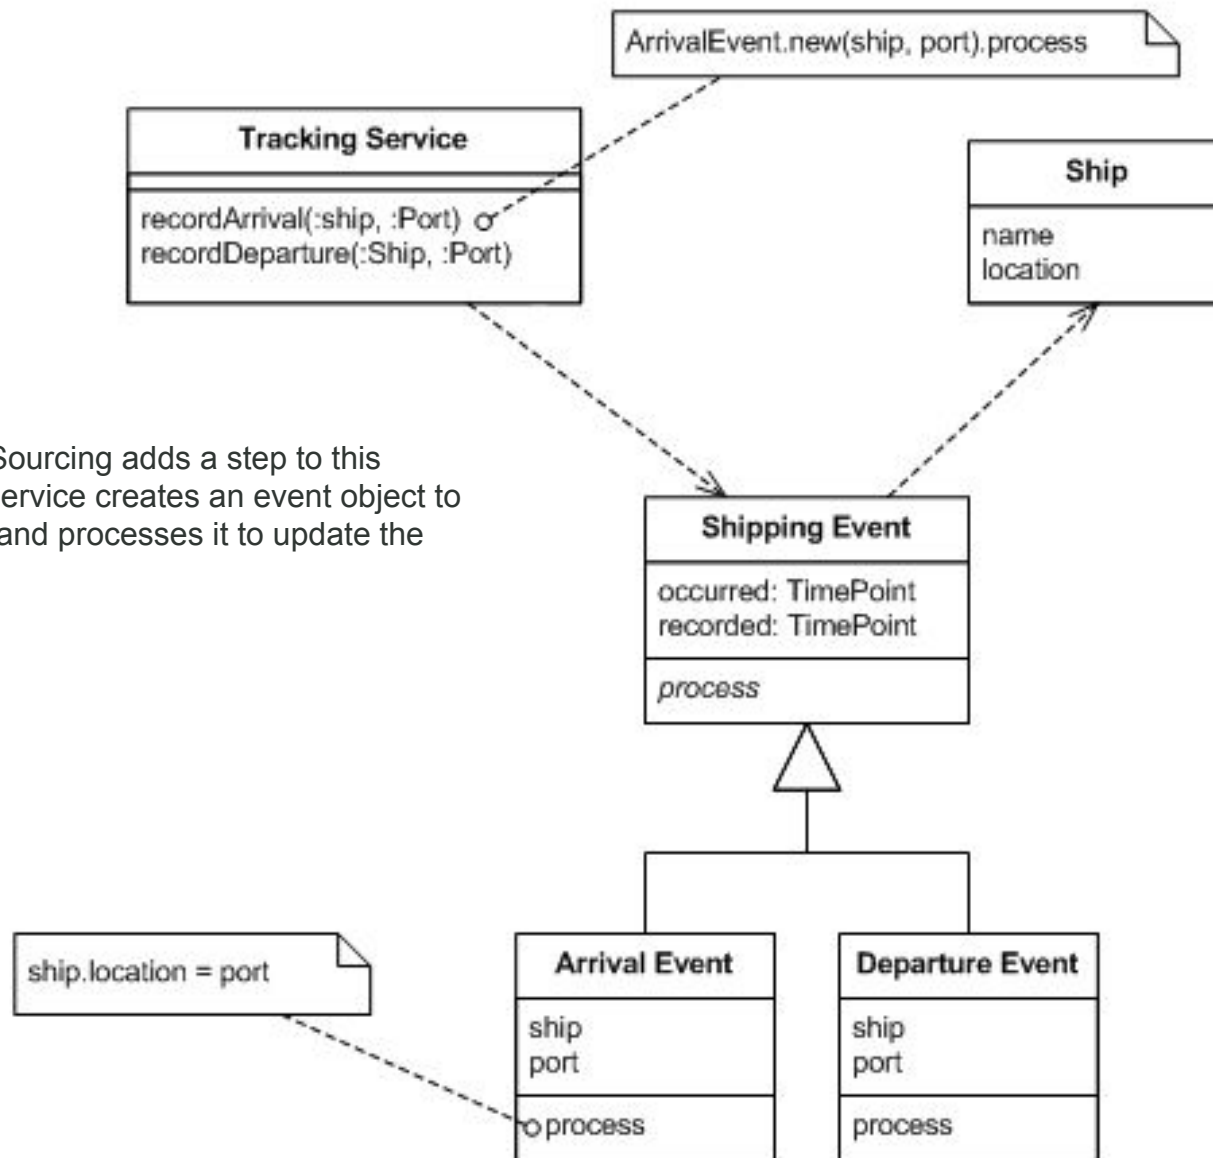 ArrivalEvent.new(ship, port).process
Tracking Service
recordArrival(:ship, :Port)
recordDeparture(:Ship, :Port)
Ship
name
location
Sourcing adds a step to this
ervice creates an event object to
and processes it to update the
Shipping Event
occurred: TimePoint
recorded: TimePoint
process
ship.location = port
Arrival Event
ship
port
process
Departure Event
ship
port
process